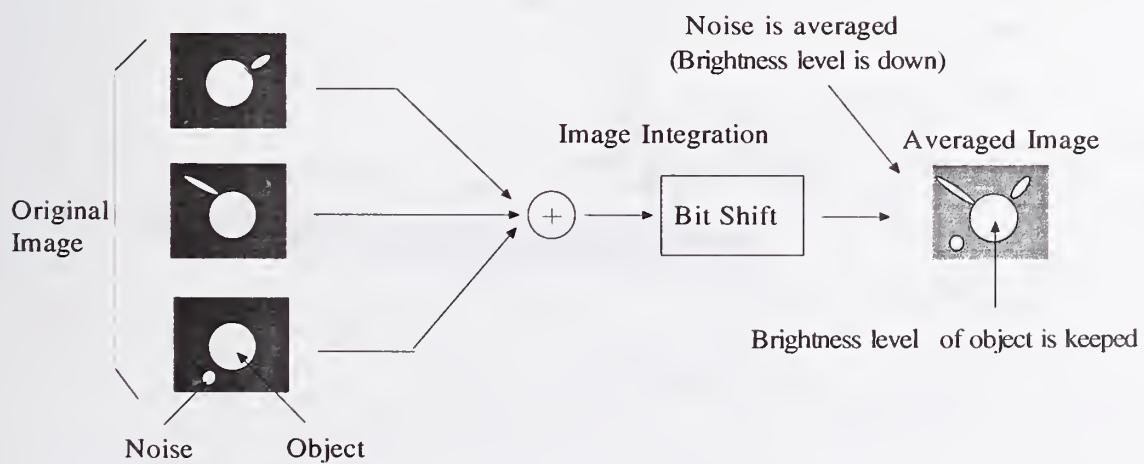 Noise is averaged
(Brightness level is down)
Image Integration
Averaged Image
Original
Image
+
Bit Shift
Brightness level of object is keeped
Noise
Object